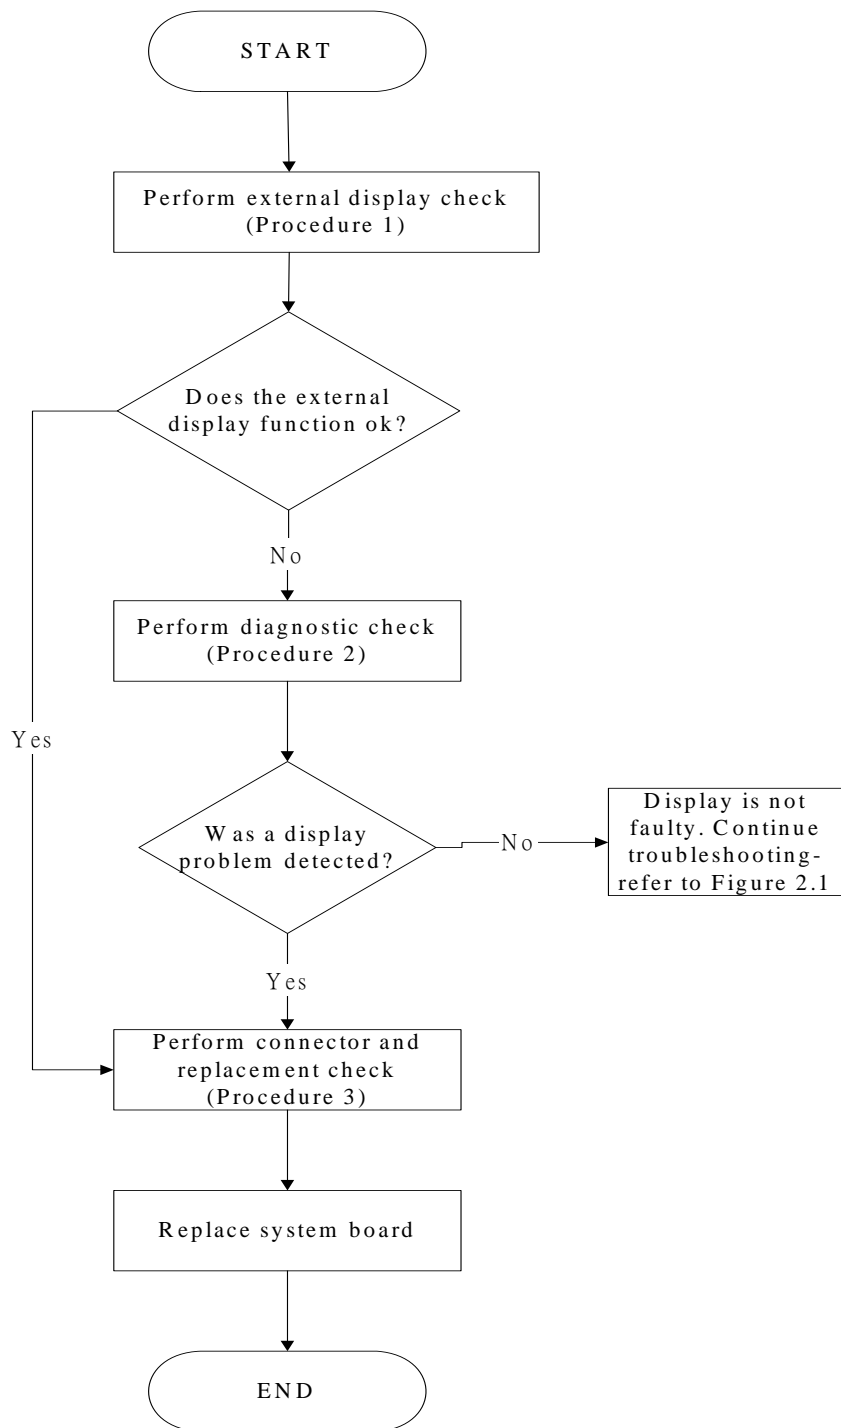 START
Perform external display check
(Procedure 1)
Does the external
display function ok?
No
Perform diagnostic check
(Procedure 2)
Yes
Was a display
problem detected?
No
Display is not
faulty. Continue
troubleshooting-
refer to Figure 2.1
Yes
Perform connector and
replacement check
(Procedure 3)
Replace system board
END